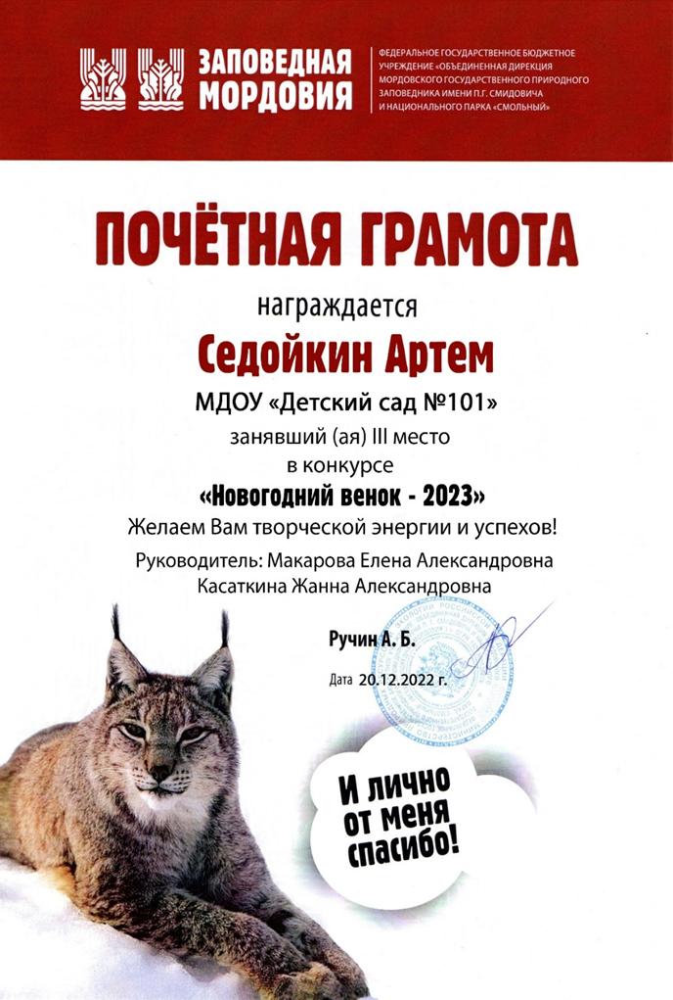 ЗАПОВЕДНАЯ
МОРДОВИЯ
ФЕДЕРАЛЬНОЕ ГОСУДАРСТВЕННОЕ БЮДЖЕТНОЕ
УЧРЕЖДЕНИЕ «ОБЪЕДИНЕННАЯ ДИРЕКЦИЯ
МОРДОВСКОГО ГОСУДАРСТВЕННОГО ПРИРОДНОГО
ЗАПОВЕДНИКА ИМЕНИ П.Г. СМИДОВИЧА
И НАЦИОНАЛЬНОГО ПАРКА «СМОЛЬНЫЙ»
ПОЧЁТНАЯ ГРАМОТА
награждается
Седойкин Артем
МДОУ «Детский сад №101»
занявший (ая) III место
в конкурсе
«Новогодний венок - 2023»
Желаем Вам творческой энергии и успехов!
Руководитель: Макарова Елена Александровна
Касаткина Жанна Александровна
Ручин А. Б.
Дата 20.12.2022 г.
И лично
от меня
спасибо!